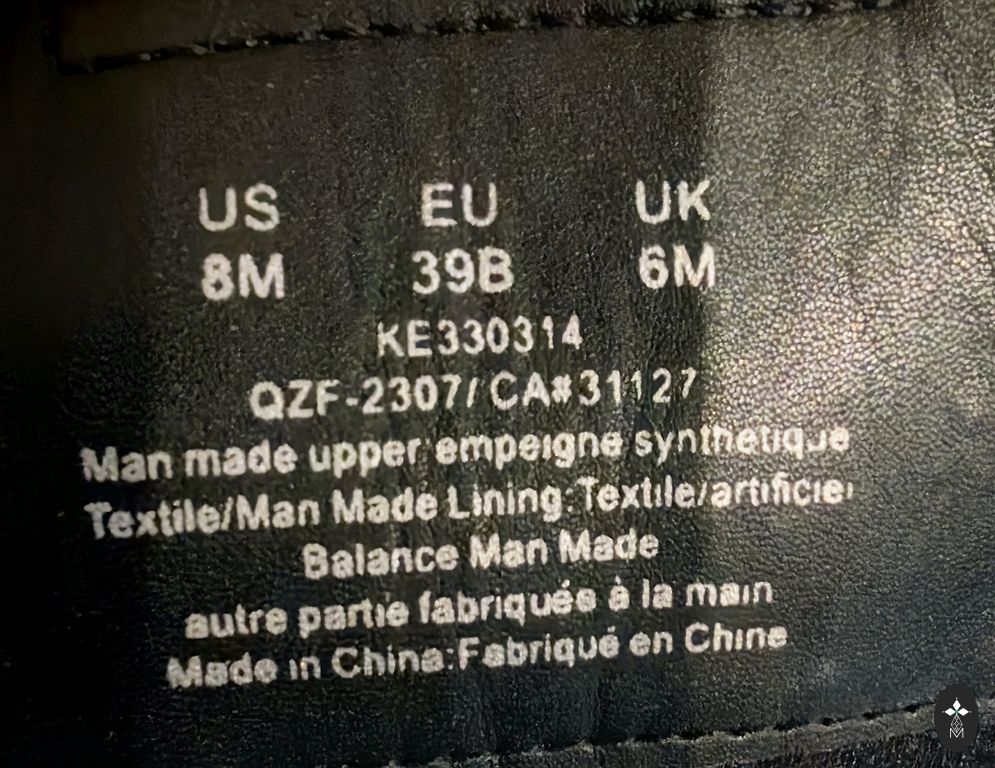 US EU UK
8M 39B 6M
KE330314
QZF-2307/ CA#31127
Man made upper empeigne synthetique
Textile/Man Made Lining:Textile/artificiel
Balance Man Made
autre partie fabriqués à la main
Made in China:Fabriqué en Chine
M